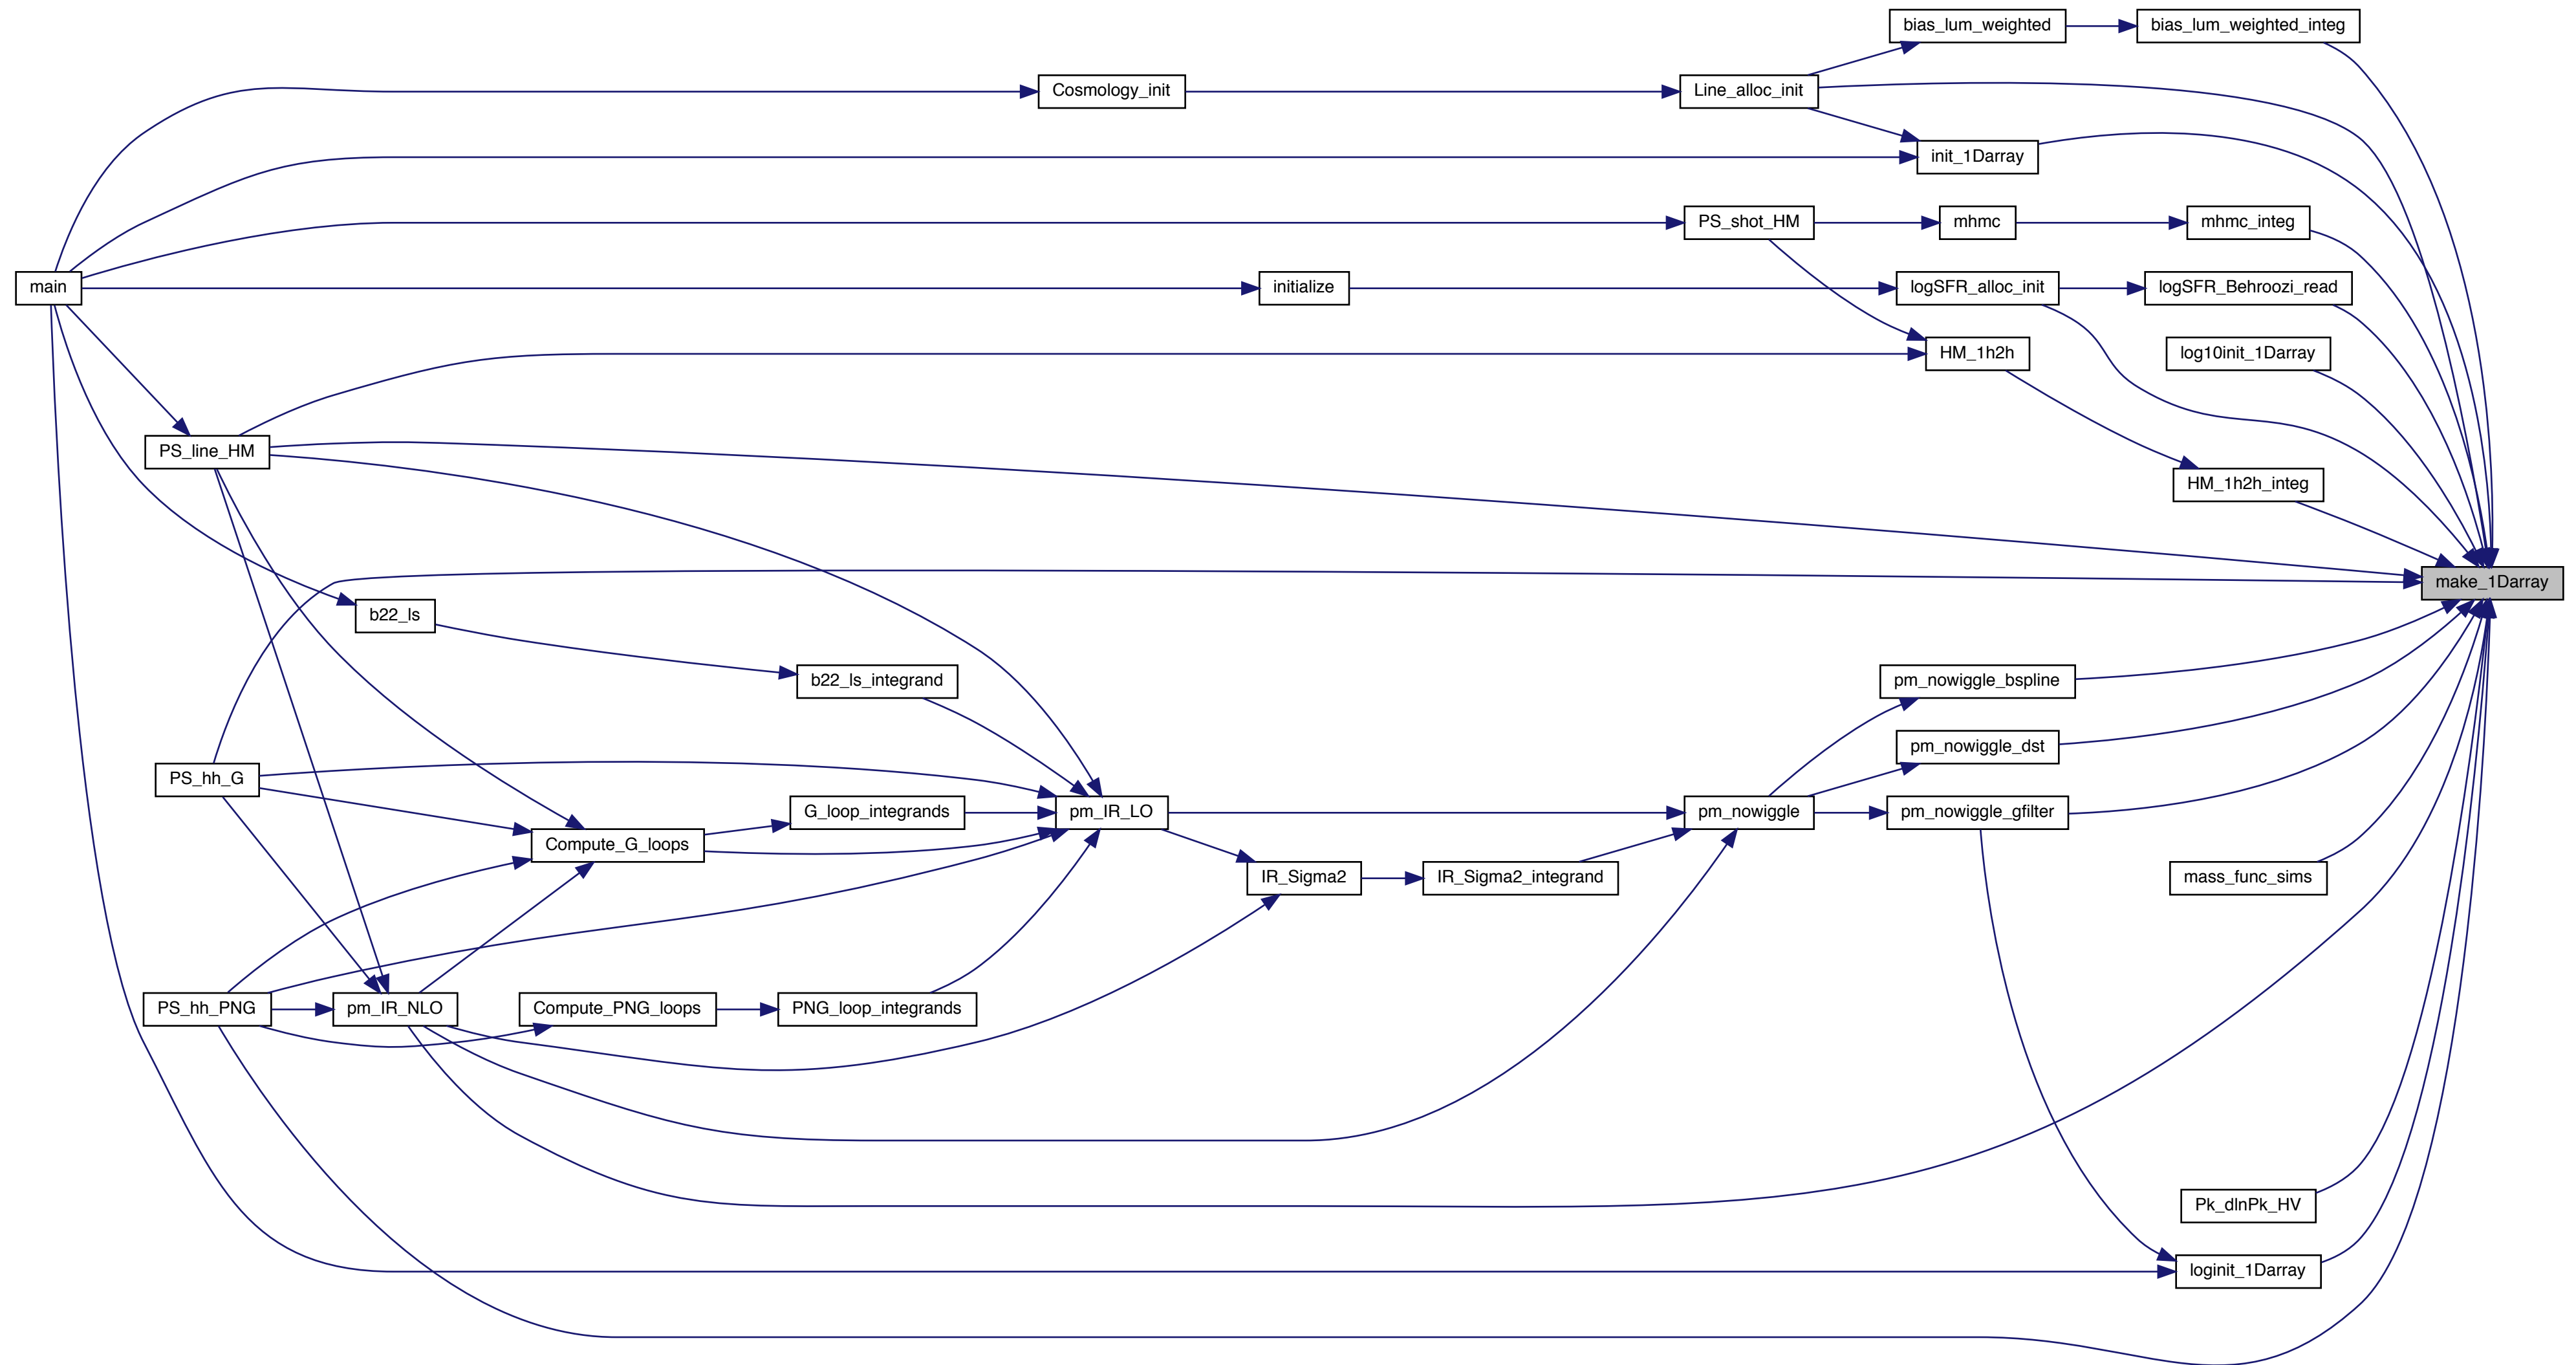 bias_lum_weighted
bias_lum_weighted_integ
Cosmology_init
Line_alloc_init
init_1Darray
PS_shot_HM
mhmc
mhmc_integ
main
initialize
logSFR_alloc_init
logSFR_Behroozi_read
HM_1h2h
log10init_1Darray
PS_line_HM
HM_1h2h_integ
make_1Darray
b22_ls
b22_ls_integrand
pm_nowiggle_bspline
pm_nowiggle_dst
PS_hh_G
G_loop_integrands
pm_IR_LO
pm_nowiggle
pm_nowiggle_gfilter
Compute_G_loops
IR_Sigma2
IR_Sigma2_integrand
mass_func_sims
PS_hh_PNG
pm_IR_NLO
Compute_PNG_loops
PNG_loop_integrands
Pk_dlnPk_HV
loginit_1Darray